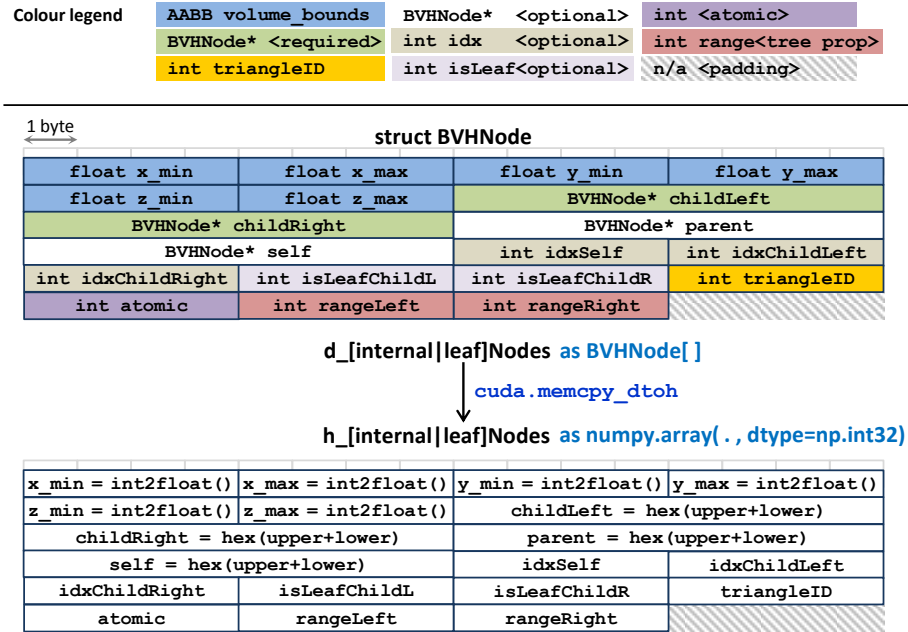 Colour legend AABB volume_bounds BVHNode* <optional> int <atomic>
BVHNode* <required> int idx <optional> int range<tree prop>
int triangleID int isLeaf<optional> n/a <padding>
1 byte
struct BVHNode
float x_min float x_max float y_min float y_max
float z_min float z_max BVHNode* childLeft
BVHNode* childRight BVHNode* parent
BVHNode* self int idxSelf int idxChildLeft
int idxChildRight int isLeafChildL int isLeafChildR int triangleID
int atomic int rangeLeft int rangeRight
d_[internal|leaf]Nodes as BVHNode[ ]
cuda.memcpy_dtoh
h_[internal|leaf]Nodes as numpy.array( . , dtype=np.int32)
x_min = int2float() x_max = int2float() y_min = int2float() y_max = int2float()
z_min = int2float() z_max = int2float() childLeft = hex(upper+lower)
childRight = hex(upper+lower) parent = hex(upper+lower)
self = hex(upper+lower) idxSelf idxChildLeft
idxChildRight isLeafChildL isLeafChildR triangleID
atomic rangeLeft rangeRight